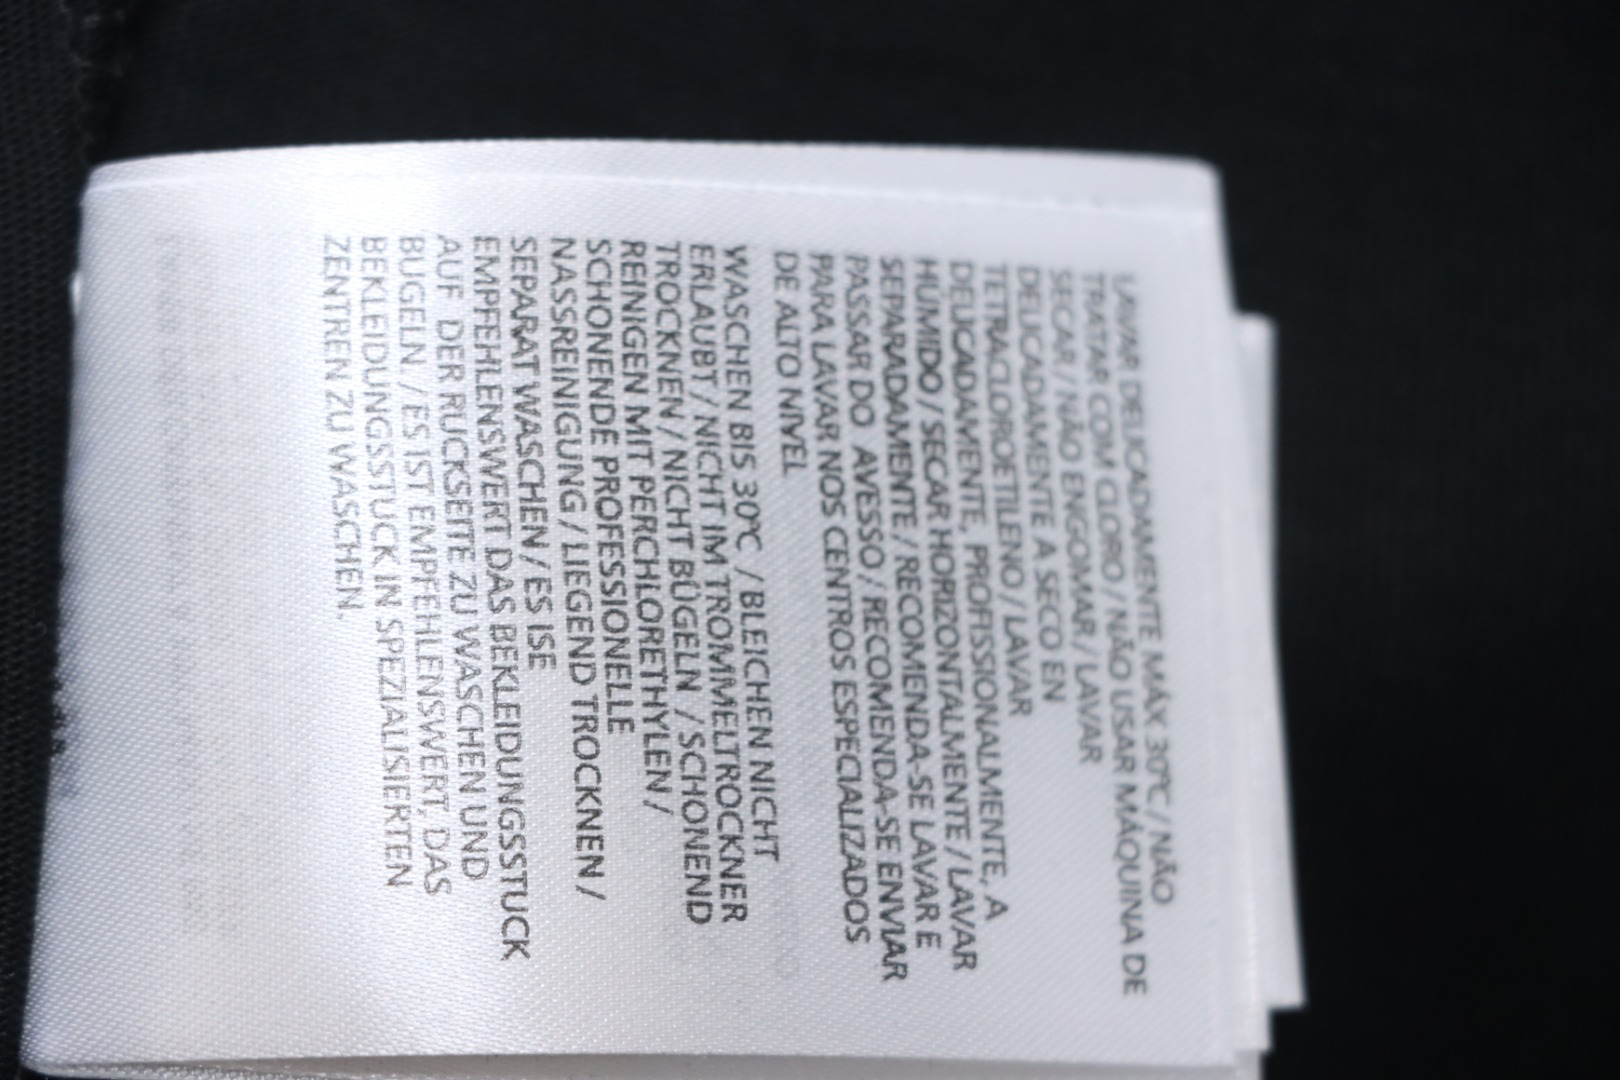 LAVAR DELICADAMENTE MÁX 30ºC / NÃO
TRATAR COM CLORO / NÃO USAR MÁQUINA DE
SECAR / NÃO ENGOMAR / LAVAR
DELICADAMENTE A SECO EN
TETRACLOROETILENO / LAVAR
DELICADAMENTE, PROFISSIONALMENTE, A
HÚMIDO / SECAR HORIZONTALMENTE / LAVAR
SEPARADAMENTE / RECOMENDA-SE LAVAR E
PASSAR DO AVESSO / RECOMENDA-SE ENVIAR
PARA LAVAR NOS CENTROS ESPECIALIZADOS
DE ALTO NÍVEL
WASCHEN BIS 30ºC / BLEICHEN NICHT
ERLAUBT / NICHT IM TROMMELTROCKNER
TROCKNEN / NICHT BÜGELN / SCHONEND
REINIGEN MIT PERCHLORETHYLEN /
SCHONENDE PROFESSIONELLE
NASSREINIGUNG / LIEGEND TROCKNEN /
SEPARAT WASCHEN / ES ISE
EMPFEHLENSWERT DAS BEKLEIDUNGSSTUCK
AUF DER RUCKSEITE ZU WASCHEN UND
BUGELN. / ES IST EMPFEHLENSWERT, DAS
BEKLEIDUNGSSTUCK IN SPEZIALISIERTEN
ZENTREN ZU WASCHEN.